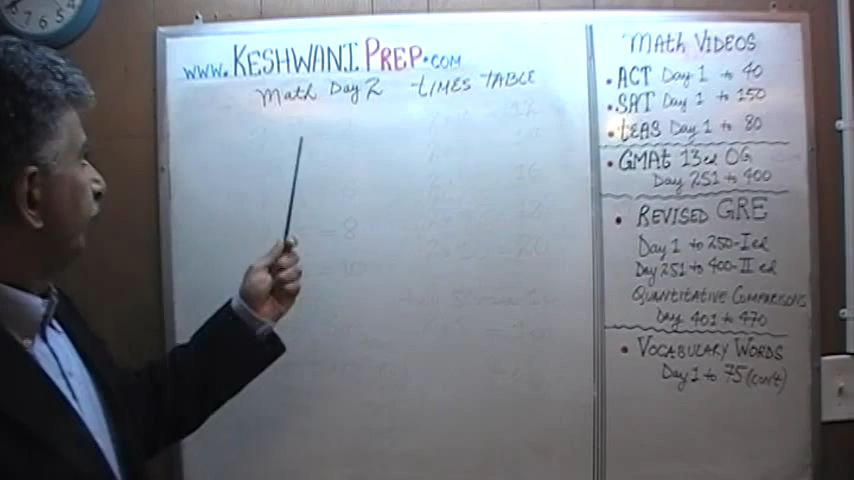 www.KESHWANI PREP.com
Math Day 2 TIMES TABLE
= 8
= 10
Math VIDEOS
• ACT Day 1 to 40
• SAT Day 1 to 150
• tEAS Day 1 to 80
• GMAt 13ed OG
Day 251 to 400
• REVISED GRE
Day 1 to 250-I ed
Day 251 to 400-II ed
QUANTITATIVE COMPARISONS
Day 401 to 470
• VOCABULARY WORDS
Day 1 to 75 (con't)